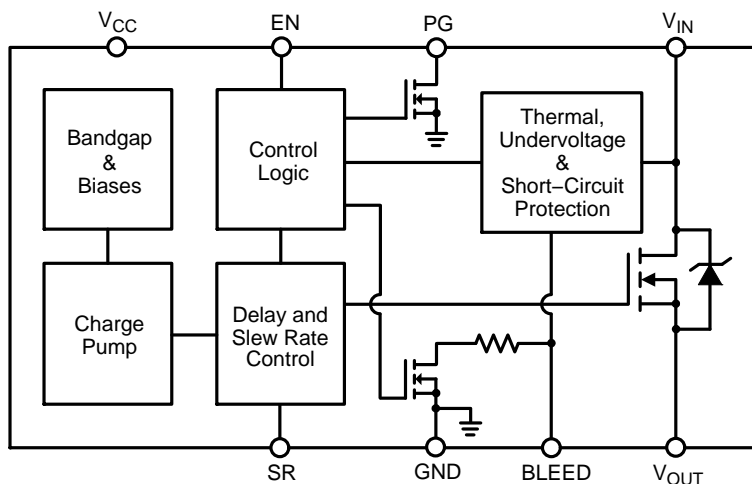 VCC
EN
PG
VIN
Bandgap
&
Biases
Control
Logic
Thermal,
Undervoltage
&
Short−Circuit
Protection
Charge
Pump
Delay and
Slew Rate
Control
SR
GND
BLEED
VOUT